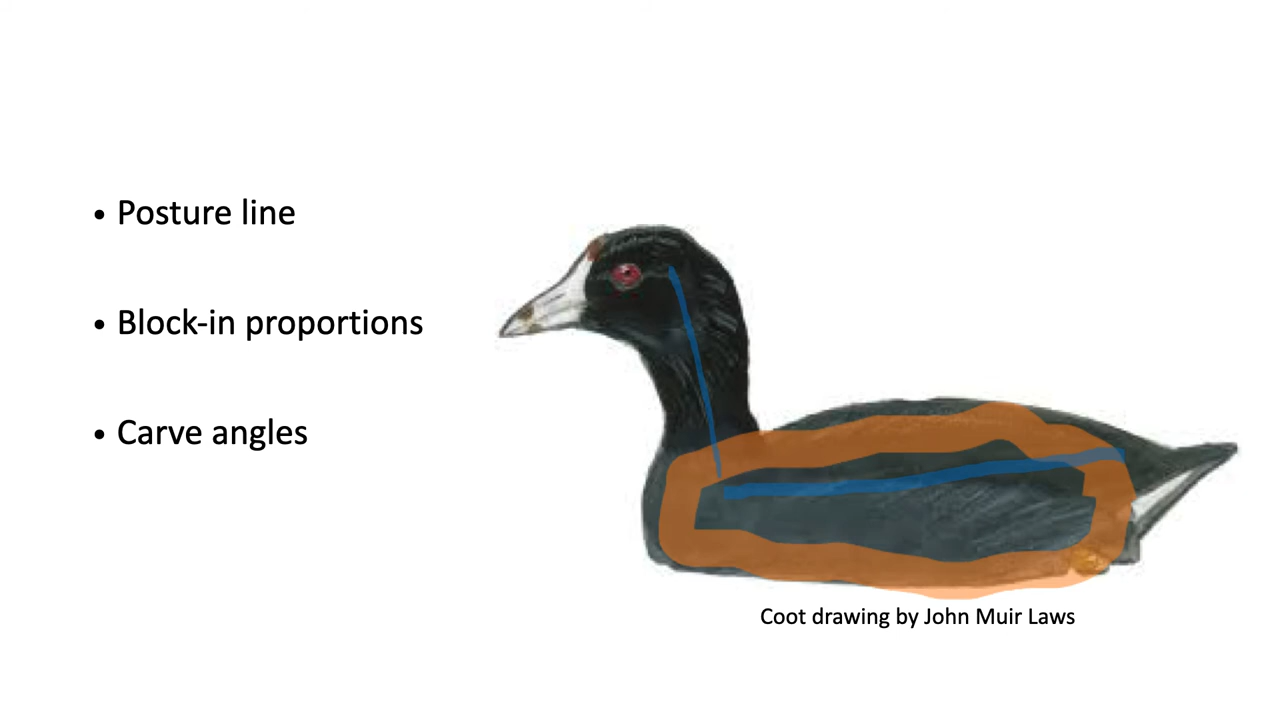 • Posture line
• Block-in proportions
• Carve angles
Coot drawing by John Muir Laws